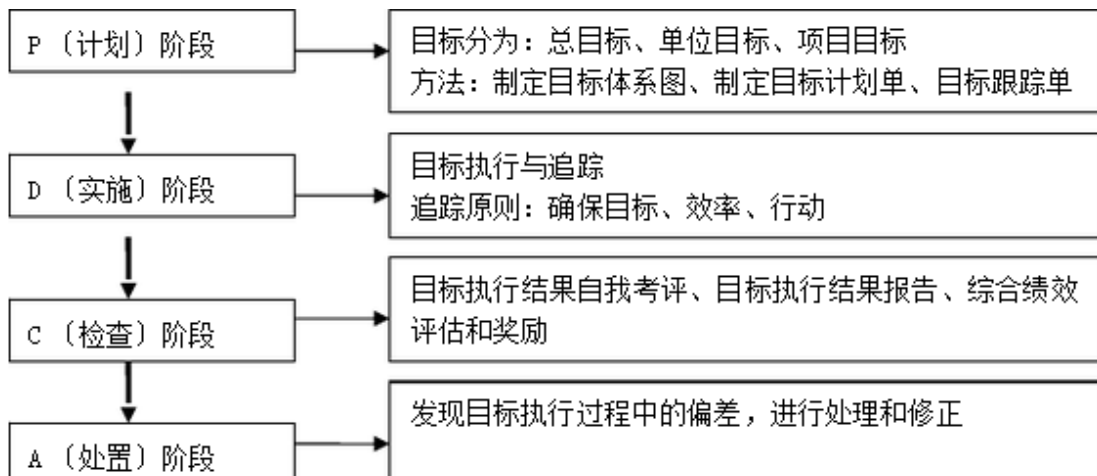 P〔计划〕阶段
目标分为：总目标、单位目标、项目目标
方法：制定目标体系图、制定目标计划单、目标跟踪单
D〔实施〕阶段
目标执行与追踪
追踪原则：确保目标、效率、行动
C〔检查〕阶段
目标执行结果自我考评、目标执行结果报告、综合绩效
评估和奖励
A〔处置〕阶段
发现目标执行过程中的偏差，进行处理和修正